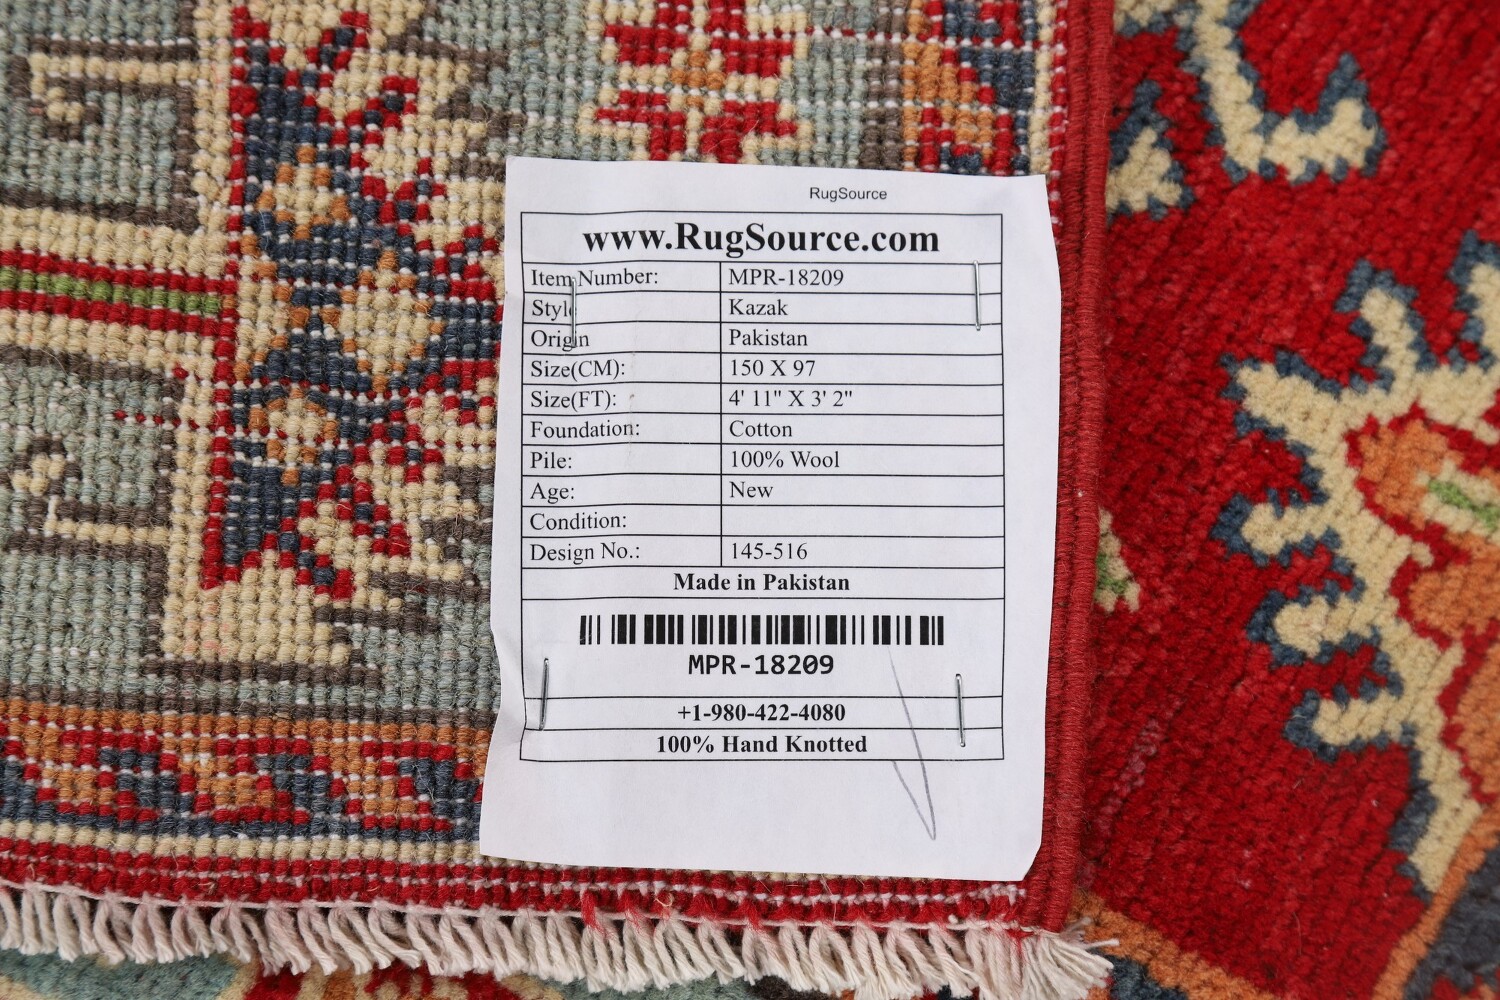 RugSource
www.RugSource.com
Item Number: MPR-18209
Style Kazak
Origin Pakistan
Size(CM): 150 X 97
Size(FT): 4' 11" X 3' 2"
Foundation: Cotton
Pile: 100% Wool
Age: New
Condition:
Design No.: 145-516
Made in Pakistan
MPR-18209
+1-980-422-4080
100% Hand Knotted